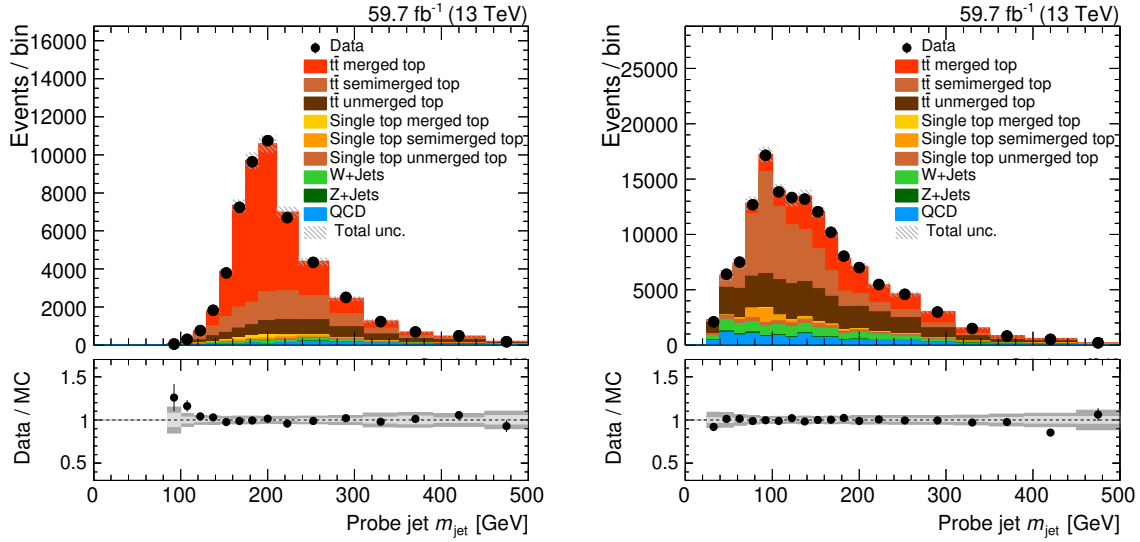 59.7 fb⁻¹ (13 TeV)
Events / bin
16000
14000
12000
10000
8000
6000
4000
2000
0
Data
tt̄ merged top
tt̄ semimerged top
tt̄ unmerged top
Single top merged top
Single top semimerged top
Single top unmerged top
W+Jets
Z+Jets
QCD
Total unc.
Data / MC
1.5
1
0.5
0 100 200 300 400 500
Probe jet m_jet [GeV]
59.7 fb⁻¹ (13 TeV)
Events / bin
25000
20000
15000
10000
5000
0
Data
tt̄ merged top
tt̄ semimerged top
tt̄ unmerged top
Single top merged top
Single top semimerged top
Single top unmerged top
W+Jets
Z+Jets
QCD
Total unc.
Data / MC
1.5
1
0.5
0 100 200 300 400 500
Probe jet m_jet [GeV]